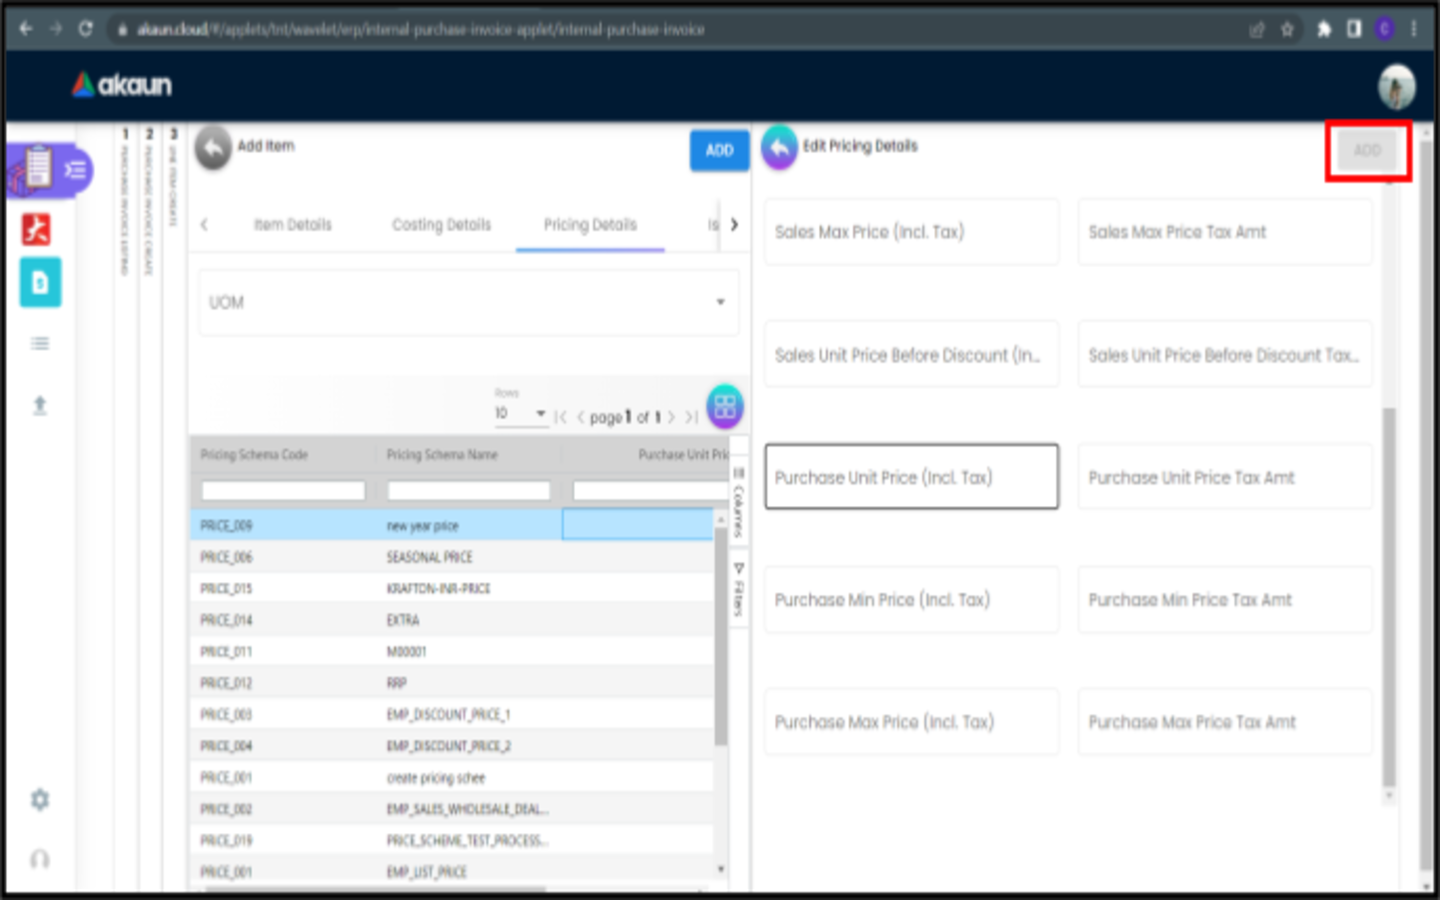 akaun.cloud/#/applets/tnt/wavelet/erp/internal-purchase-invoice-applet/internal-purchase-invoice
C
akaun
1 PURCHASE INVOICE LISTING
2 PURCHASE INVOICE CREATE
3 LINE ITEM CREATE
Add Item
ADD
Item Details
Costing Details
Pricing Details
Is
UOM
Rows
10
page 1 of 1
Pricing Schema Code
Pricing Schema Name
Purchase Unit Pric
PRICE_009 new year price
PRICE_006 SEASONAL PRICE
PRICE_015 KRAFTON-INR-PRICE
PRICE_014 EXTRA
PRICE_011 M00001
PRICE_012 RRP
PRICE_003 EMP_DISCOUNT_PRICE_1
PRICE_004 EMP_DISCOUNT_PRICE_2
PRICE_001 create pricing schee
PRICE_002 EMP_SALES_WHOLESALE_DEAL...
PRICE_019 PRICE_SCHEME_TEST_PROCESS...
PRICE_001 EMP_LIST_PRICE
Columns
Filters
Edit Pricing Details
ADD
Sales Max Price (Incl. Tax)
Sales Max Price Tax Amt
Sales Unit Price Before Discount (In...
Sales Unit Price Before Discount Tax...
Purchase Unit Price (Incl. Tax)
Purchase Unit Price Tax Amt
Purchase Min Price (Incl. Tax)
Purchase Min Price Tax Amt
Purchase Max Price (Incl. Tax)
Purchase Max Price Tax Amt